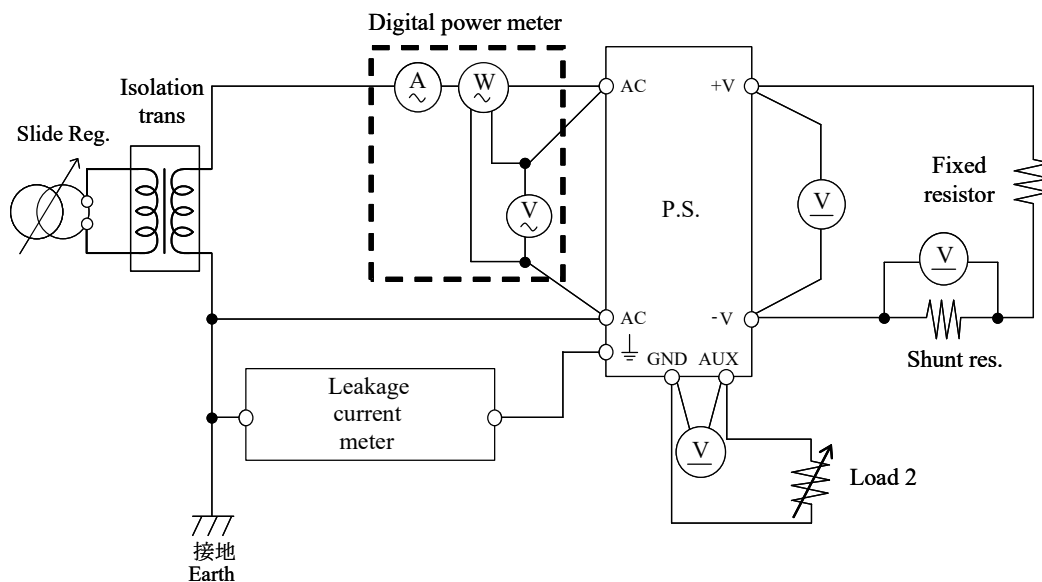 Digital power meter
Isolation
trans
Slide Reg.
A
W
V
AC
+V
P.S.
V
Fixed
resistor
V
AC
-V
Shunt res.
GND
AUX
Leakage
current
meter
V
Load 2
接地
Earth